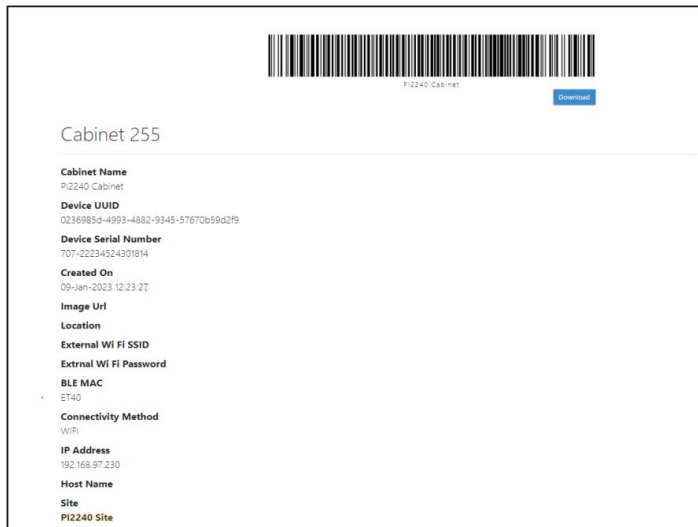 PI2240 Cabinet
Download
Cabinet 255
Cabinet Name
PI2240 Cabinet
Device UUID
0236985d-4993-4882-9345-57670b59d2f9
Device Serial Number
707-22234524301814
Created On
09-Jan-2023 12:23:27
Image Url
Location
External Wi Fi SSID
Extrnal Wi Fi Password
BLE MAC
ET40
Connectivity Method
WIFI
IP Address
192.168.97.230
Host Name
Site
PI2240 Site